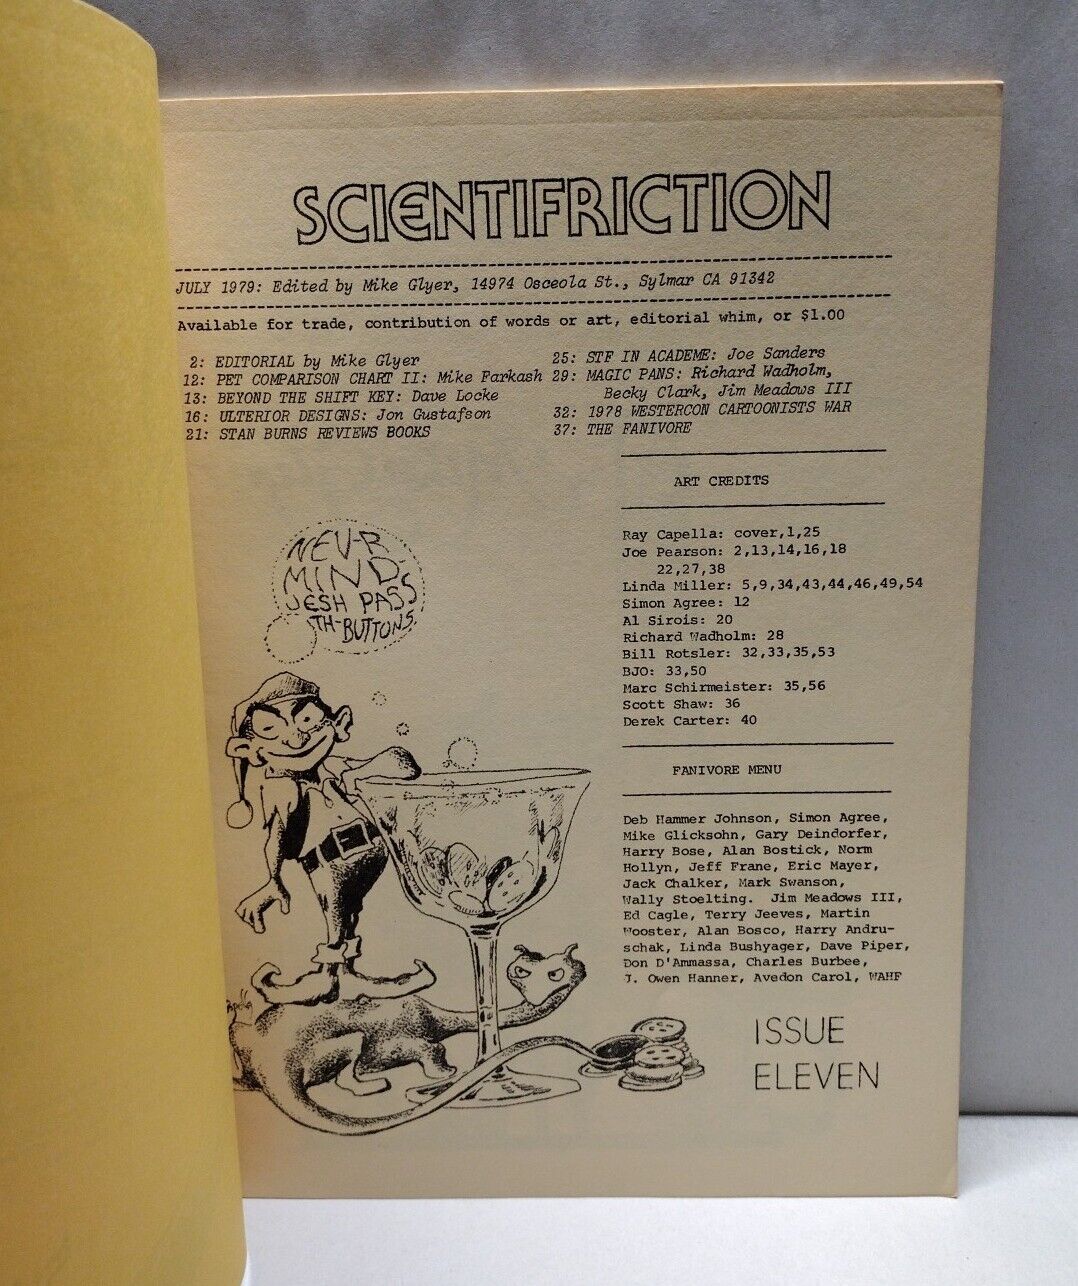 SCIENTIFRICTION
JULY 1979: Edited by Mike Glyer, 14974 Osceola St., Sylmar CA 91342
Available for trade, contribution of words or art, editorial whim, or $1.00
2: EDITORIAL by Mike Glyer
12: PET COMPARISON CHART II: Mike Farkash
13: BEYOND THE SHIFT KEY: Dave Locke
16: ULTERIOR DESIGNS: Jon Gustafson
21: STAN BURNS REVIEWS BOOKS
25: STF IN ACADEME: Joe Sanders
29: MAGIC PANS: Richard Wadholm,
Becky Clark, Jim Meadows III
32: 1978 WESTERCON CARTOONISTS WAR
37: THE FANIVORE
ART CREDITS
Ray Capella: cover,1,25
Joe Pearson: 2,13,14,16,18
22,27,38
Linda Miller: 5,9,34,43,44,46,49,54
Simon Agree: 12
Al Sirois: 20
Richard Wadholm: 28
Bill Rotsler: 32,33,35,53
BJO: 33,50
Marc Schirmeister: 35,56
Scott Shaw: 36
Derek Carter: 40
FANIVORE MENU
Deb Hammer Johnson, Simon Agree,
Mike Glicksohn, Gary Deindorfer,
Harry Bose, Alan Bostick, Norm
Hollyn, Jeff Frane, Eric Mayer,
Jack Chalker, Mark Swanson,
Wally Stoelting. Jim Meadows III,
Ed Cagle, Terry Jeeves, Martin
Wooster, Alan Bosco, Harry Andru-
schak, Linda Bushyager, Dave Piper,
Don D'Ammassa, Charles Burbee,
J. Owen Hanner, Avedon Carol, WAHF
NEV-R
MIND-
JESH PASS
TH-BUTTONS.
ISSUE
ELEVEN